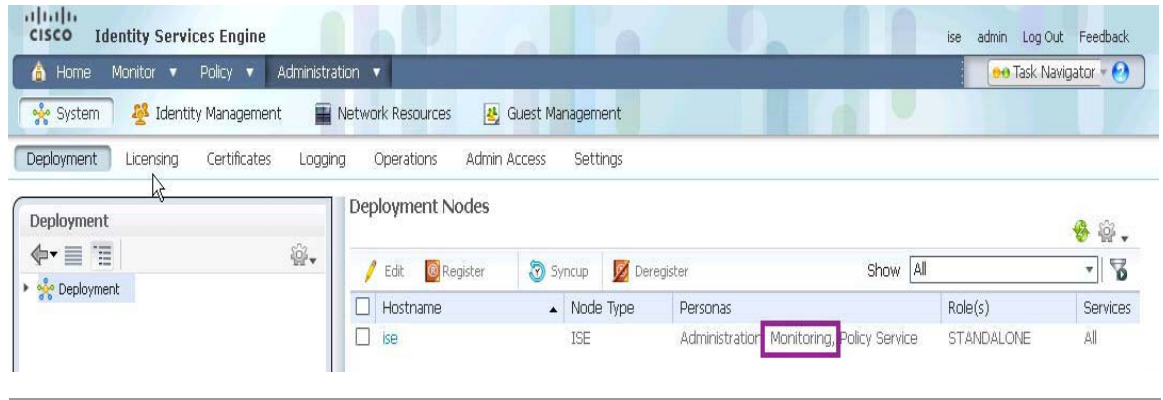 CISCO Identity Services Engine
ise admin Log Out Feedback
Home Monitor Policy Administration
Task Navigator
System Identity Management Network Resources Guest Management
Deployment Licensing Certificates Logging Operations Admin Access Settings
Deployment
Deployment
Deployment Nodes
Edit Register Syncup Deregister Show All
Hostname Node Type Personas Role(s) Services
ise ISE Administration Monitoring, Policy Service STANDALONE All